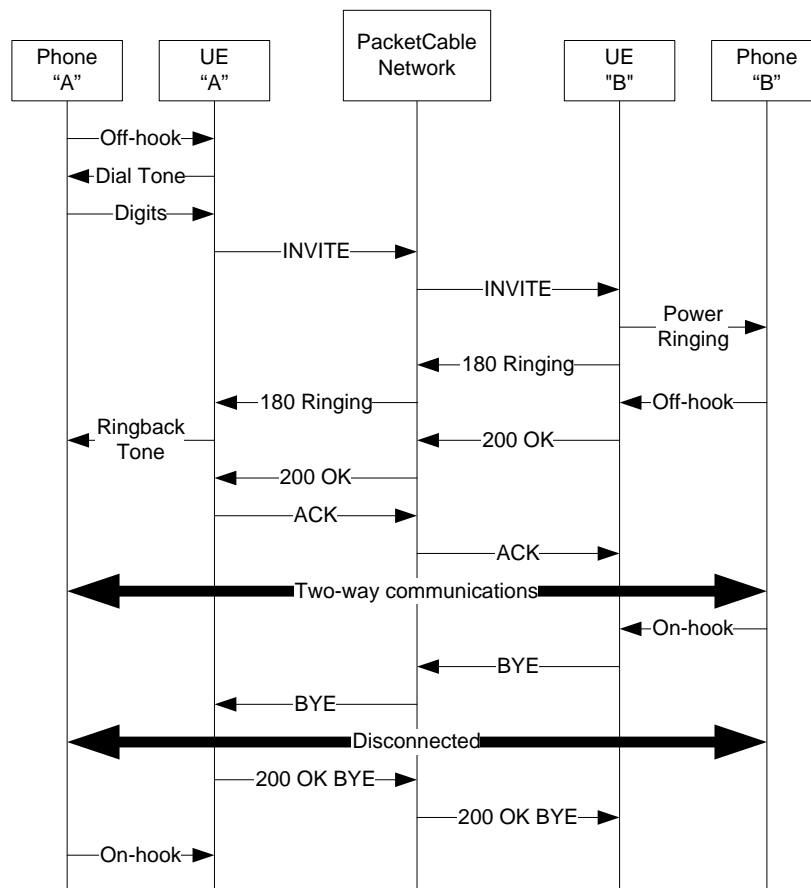 Phone
“A”
UE
“A”
PacketCable
Network
UE
"B"
Phone
“B”
Off-hook
Dial Tone
Digits
INVITE
INVITE
Power
Ringing
180 Ringing
180 Ringing
Off-hook
Ringback
Tone
200 OK
200 OK
ACK
ACK
Two-way communications
On-hook
BYE
BYE
Disconnected
200 OK BYE
200 OK BYE
On-hook